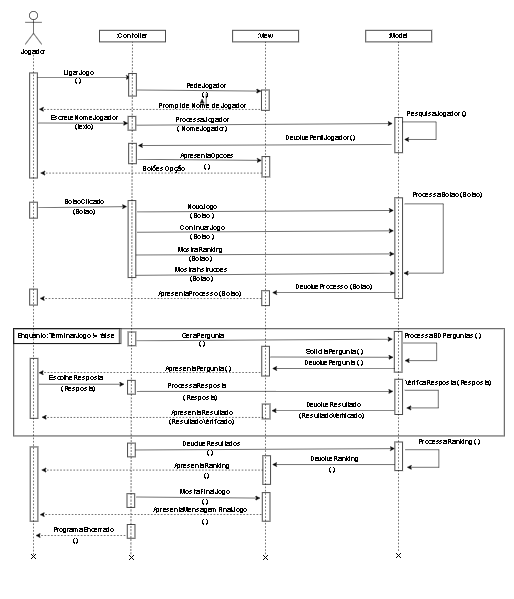 :Controller
:View
:Model
Jogador
LigarJogo
( )
PedeJogador
( )
Prompt de Nome de Jogador
EscreveNomeJogador
(texto)
ProcessaJogador
( NomeJogador)
PesquisaJogador ( )
DevolvePerfilJogador( )
ApresentaOpcoes
( )
Botões Opção
BotaoClicado
(Botao)
NovoJogo
( Botao )
ContinuarJogo
( Botao )
MostraRanking
(Botao)
MostraInstrucoes
(Botao)
ProcessaBotao (Botao)
DevolveProcesso ( Botao)
ApresentaProcesso ( Botao)
Enquanto: TerminarJogo != false
GeraPergunta
( )
ProcessaBDPerguntas ( )
SolicitaPergunta ( )
DevolvePergunta ( )
ApresentaPergunta ( )
EscolheResposta
( Resposta)
ProcessaResposta
( Resposta)
VerificaResposta ( Resposta)
DevolveResultado
(ResultadoVerificado)
ApresentaResultado
(ResultadoVerificado)
DevolveResultados
( )
ProcessaRanking ( )
DevolveRanking
( )
ApresentaRanking
( )
MostraFinalJogo
( )
ApresentaMensagemFinalJogo
( )
ProgramaEncerrado
( )